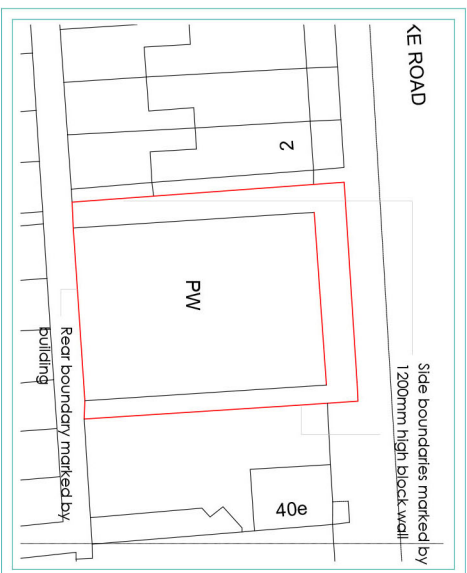 KE ROAD
2
PW
Side boundaries marked by
1200mm high block wall
Rear boundary marked by
building
40e